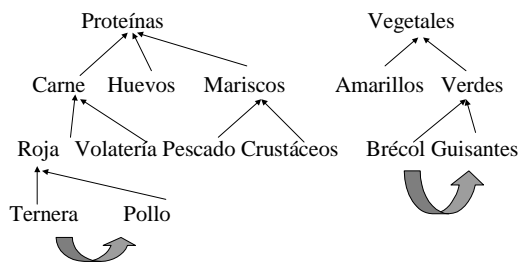 Proteínas Vegetales
Carne Huevos Mariscos Amarillos Verdes
Roja Volatería Pescado Crustáceos Brécol Guisantes
Ternera Pollo